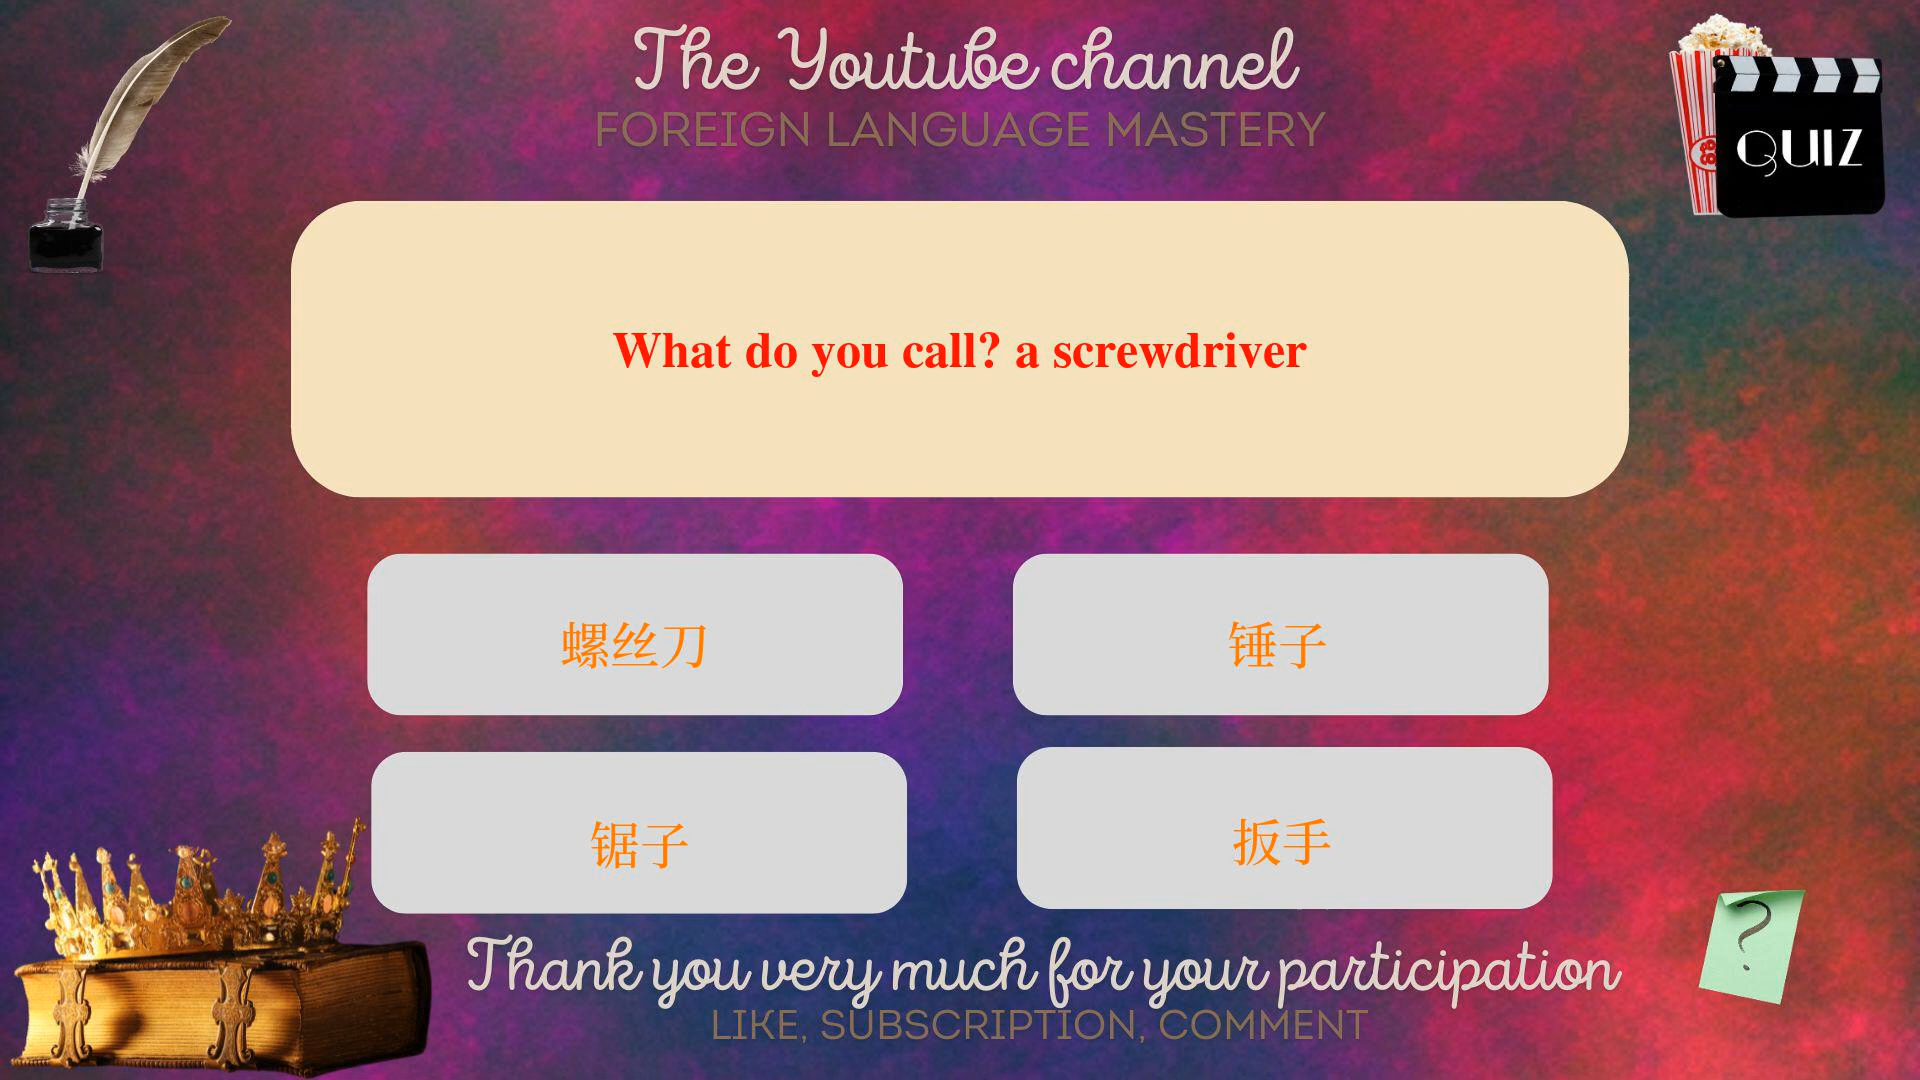 The Youtube channel
FOREIGN LANGUAGE MASTERY
QUIZ
What do you call? a screwdriver
螺丝刀
锤子
锯子
扳手
?
Thank you very much for your participation
LIKE, SUBSCRIPTION, COMMENT